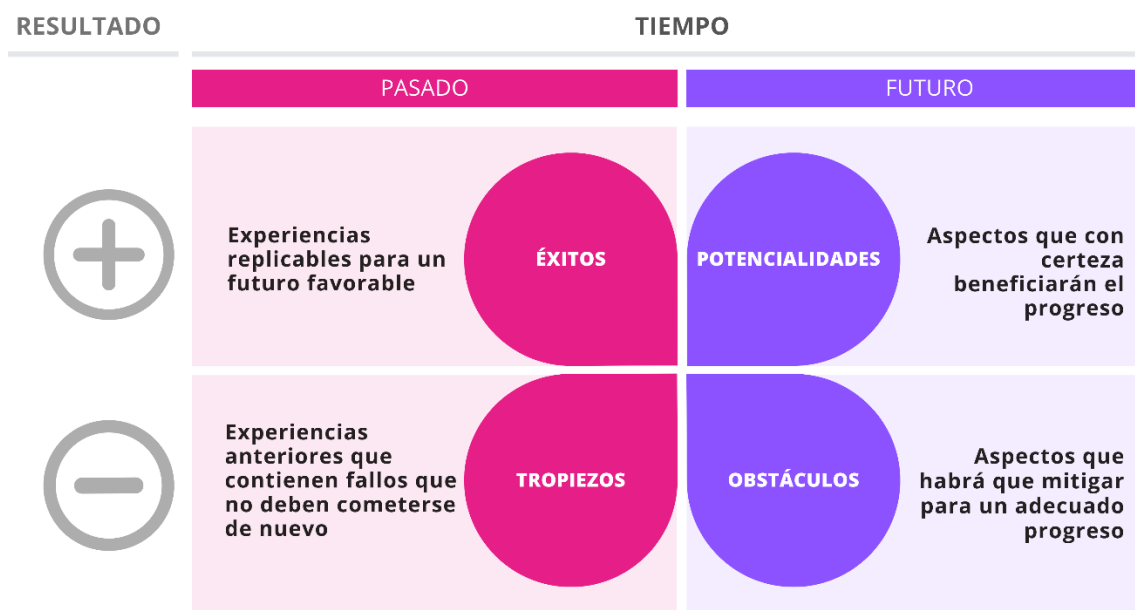 RESULTADO
TIEMPO
PASADO
FUTURO
Experiencias
replicables para un
futuro favorable
ÉXITOS
POTENCIALIDADES
Aspectos que con
certeza
beneficiarán el
progreso
Experiencias
anteriores que
contienen fallos que
no deben cometerse
de nuevo
TROPIEZOS
OBSTÁCULOS
Aspectos que
habrá que mitigar
para un adecuado
progreso